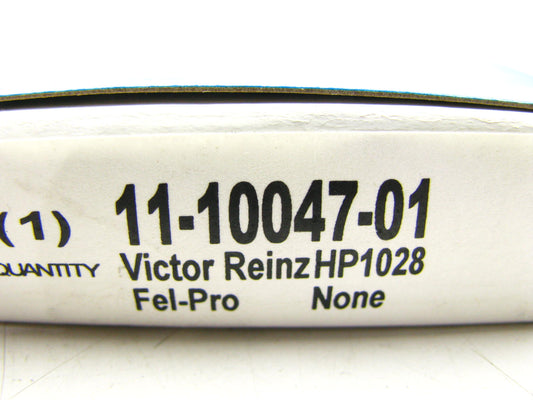 (1) 11-10047-01
QUANTITY Victor Reinz HP1028
Fel-Pro None